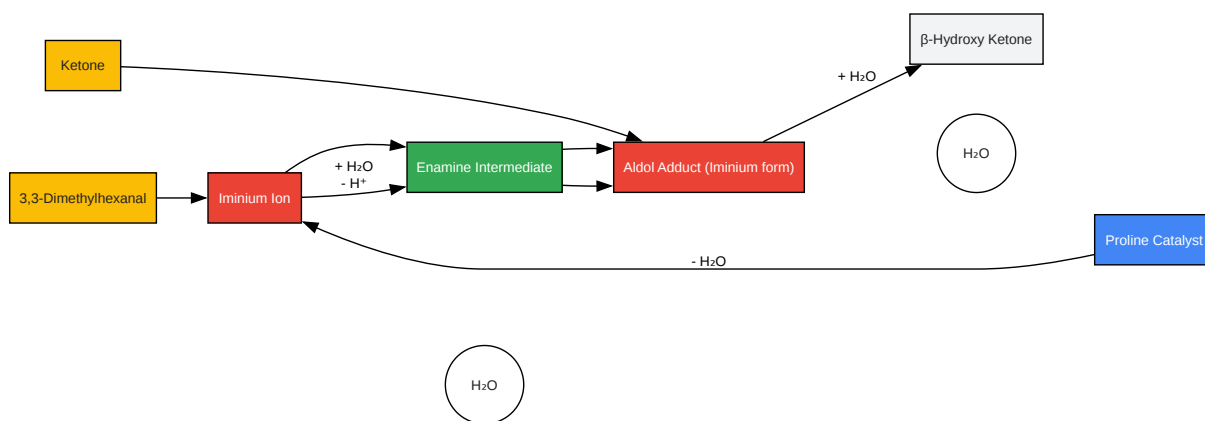 β-Hydroxy Ketone
Ketone
+ H₂O
H₂O
Enamine Intermediate
Aldol Adduct (Iminium form)
+ H₂O
- H⁺
3,3-Dimethylhexanal
Iminium Ion
Proline Catalyst
- H₂O
H₂O